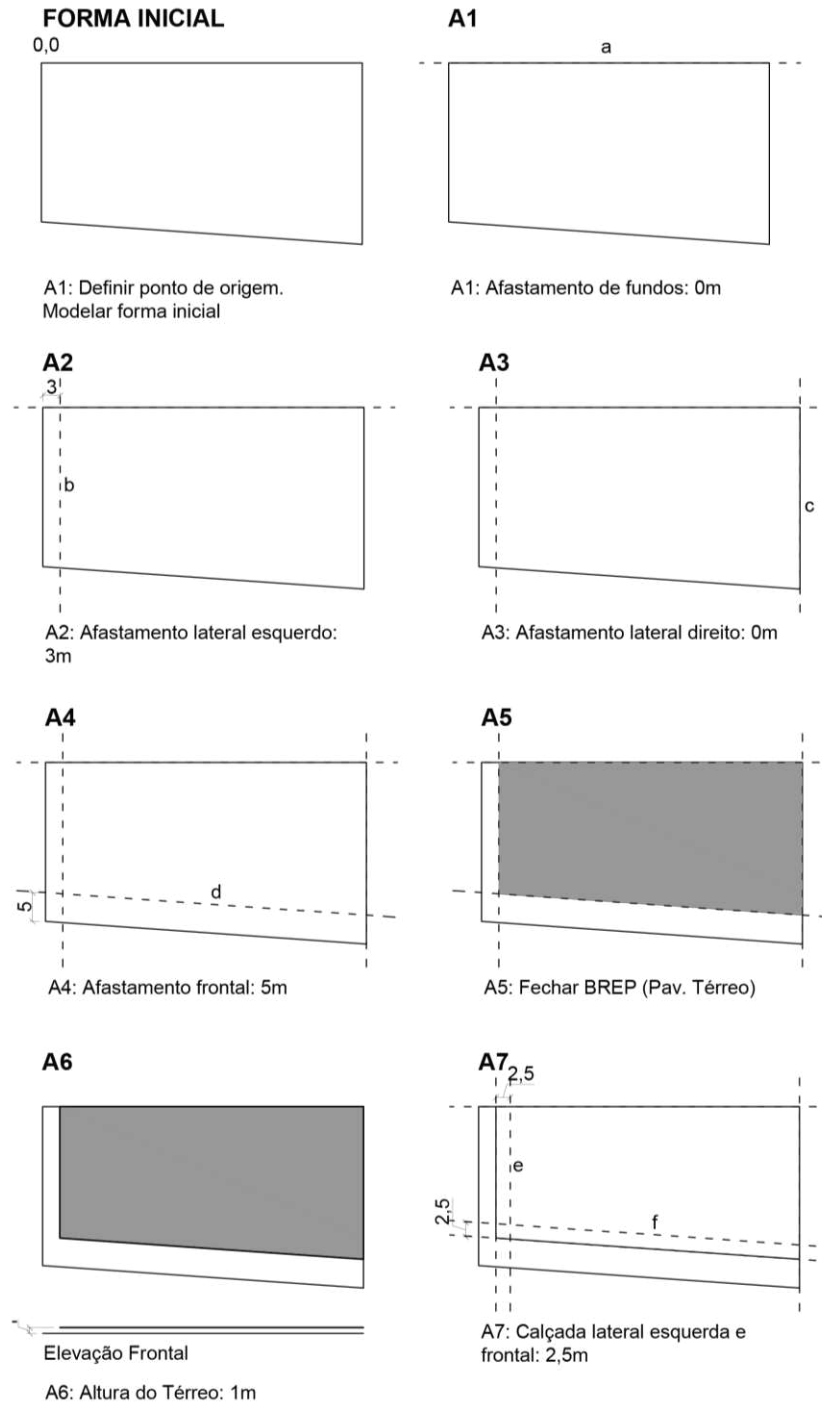 FORMA INICIAL
0,0
A1: Definir ponto de origem.
Modelar forma inicial
A1
a
A1: Afastamento de fundos: 0m
A2
3
b
A2: Afastamento lateral esquerdo:
3m
A3
c
A3: Afastamento lateral direito: 0m
A4
5
d
A4: Afastamento frontal: 5m
A5
A5: Fechar BREP (Pav. Térreo)
A6
Elevação Frontal
A6: Altura do Térreo: 1m
A7
2,5
e
2,5
f
A7: Calçada lateral esquerda e
frontal: 2,5m